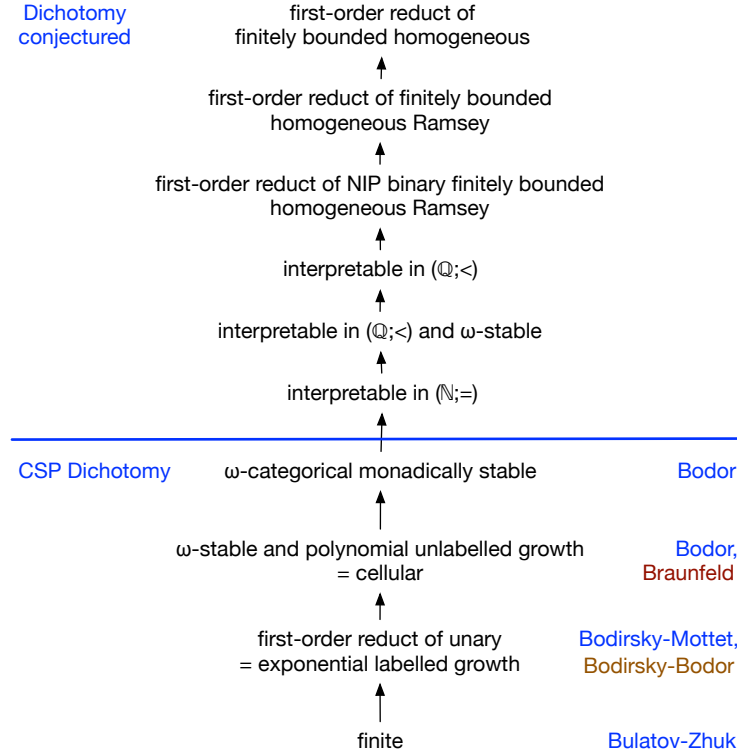 Dichotomy
conjectured
first-order reduct of
finitely bounded homogeneous
first-order reduct of finitely bounded
homogeneous Ramsey
first-order reduct of NIP binary finitely bounded
homogeneous Ramsey
interpretable in (ℚ;<)
interpretable in (ℚ;<) and ω-stable
interpretable in (ℕ;=)
CSP Dichotomy
ω-categorical monadically stable
Bodor
ω-stable and polynomial unlabelled growth
= cellular
Bodor,
Braunfeld
first-order reduct of unary
= exponential labelled growth
Bodirsky-Mottet,
Bodirsky-Bodor
finite
Bulatov-Zhuk